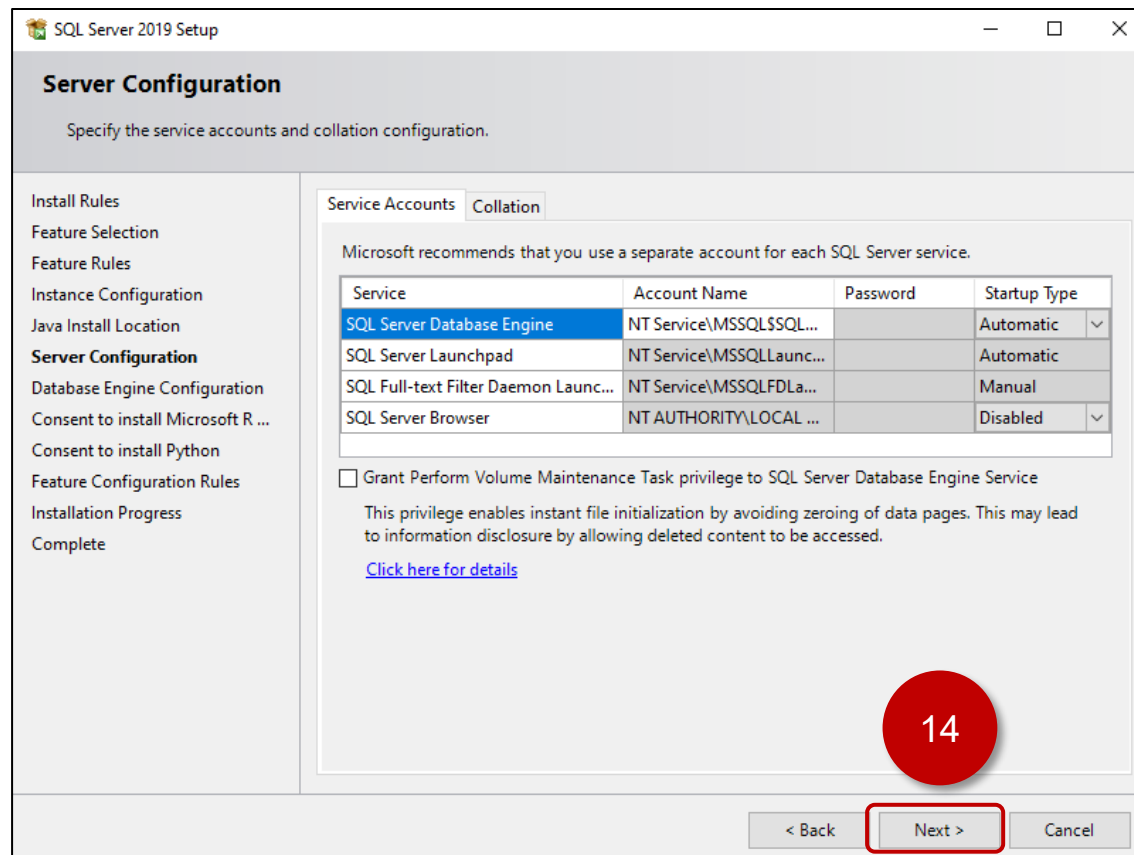 SQL Server 2019 Setup
Server Configuration
Specify the service accounts and collation configuration.
Install Rules
Feature Selection
Feature Rules
Instance Configuration
Java Install Location
Server Configuration
Database Engine Configuration
Consent to install Microsoft R ...
Consent to install Python
Feature Configuration Rules
Installation Progress
Complete
Service Accounts Collation
Microsoft recommends that you use a separate account for each SQL Server service.
Service Account Name Password Startup Type
SQL Server Database Engine NT Service\MSSQL$SQL... Automatic
SQL Server Launchpad NT Service\MSSQLLaunc... Automatic
SQL Full-text Filter Daemon Launc... NT Service\MSSQLFDLa... Manual
SQL Server Browser NT AUTHORITY\LOCAL ... Disabled
Grant Perform Volume Maintenance Task privilege to SQL Server Database Engine Service
This privilege enables instant file initialization by avoiding zeroing of data pages. This may lead
to information disclosure by allowing deleted content to be accessed.
Click here for details
14
< Back Next > Cancel